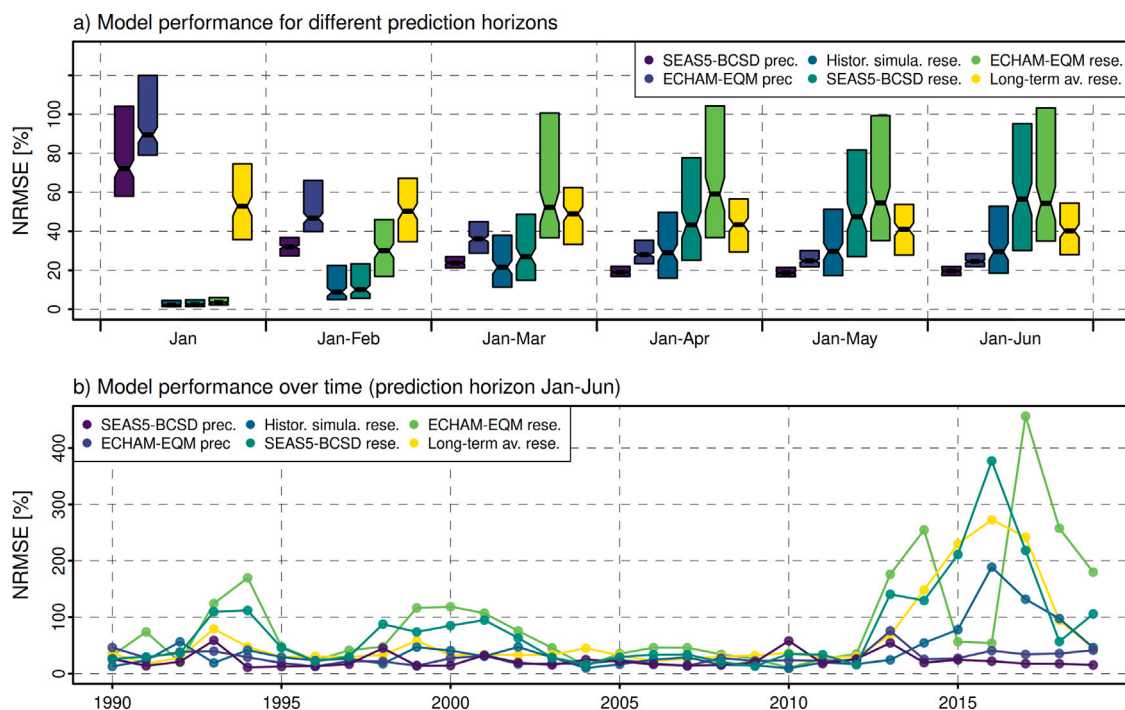 a) Model performance for different prediction horizons
SEAS5-BCSD prec. Histor. simula. rese. ECHAM-EQM rese.
ECHAM-EQM prec SEAS5-BCSD rese. Long-term av. rese.
NRMSE [%]
100
80
60
40
20
0
Jan Jan-Feb Jan-Mar Jan-Apr Jan-May Jan-Jun
b) Model performance over time (prediction horizon Jan-Jun)
SEAS5-BCSD prec. Histor. simula. rese. ECHAM-EQM rese.
ECHAM-EQM prec SEAS5-BCSD rese. Long-term av. rese.
NRMSE [%]
400
300
200
100
0
1990 1995 2000 2005 2010 2015